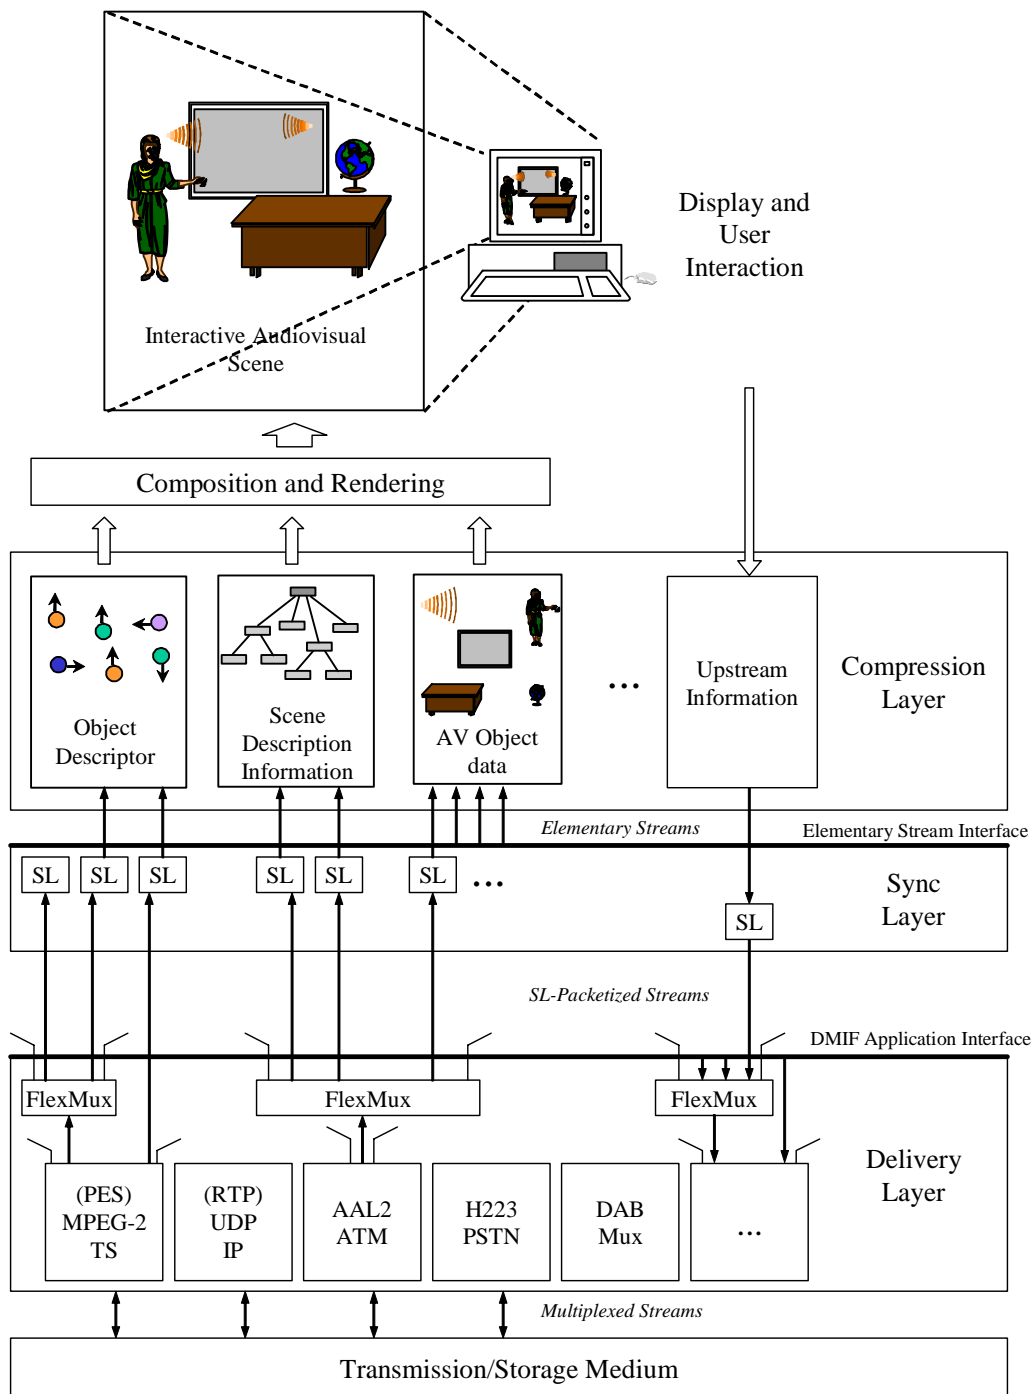 Display and
User
Interaction
Interactive Audiovisual
Scene
Composition and Rendering
Object
Descriptor
Scene
Description
Information
AV Object
data
...
Upstream
Information
Compression
Layer
Elementary Streams
Elementary Stream Interface
SL
SL
SL
SL
SL
SL
...
SL
Sync
Layer
SL-Packetized Streams
DMIF Application Interface
FlexMux
FlexMux
FlexMux
(PES)
MPEG-2
TS
(RTP)
UDP
IP
AAL2
ATM
H223
PSTN
DAB
Mux
...
Delivery
Layer
Multiplexed Streams
Transmission/Storage Medium